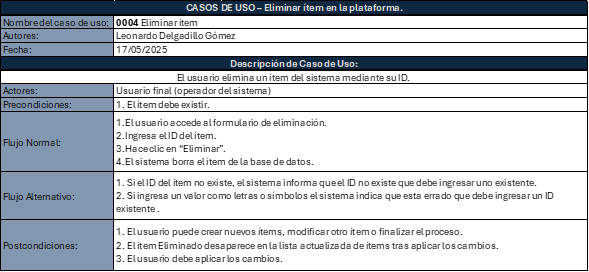 CASOS DE USO – Eliminar ítem en la plataforma.
Nombre del caso de uso: 0004 Eliminar ítem
Autores: Leonardo Delgadillo Gómez
Fecha: 17/05/2025
Descripción de Caso de Uso:
El usuario elimina un ítem del sistema mediante su ID.
Actores: Usuario final (operador del sistema)
Precondiciones: 1. El ítem debe existir.
Flujo Normal:
1.El usuario accede al formulario de eliminación.
2.Ingresa el ID del ítem.
3.Hace clic en “Eliminar”.
4.El sistema borra el ítem de la base de datos.
Flujo Alternativo:
1. Si el ID del ítem no existe, el sistema informa que el ID no existe que debe ingresar uno existente.
2. Si ingresa un valor como letras o símbolos el sistema indica que esta errado que debe ingresar un ID
existente .
Postcondiciones:
1. El usuario puede crear nuevos ítems, modificar otro ítem o finalizar el proceso.
2. El ítem Eliminado desaparece en la lista actualizada de ítems tras aplicar los cambios.
3. El usuario debe aplicar los cambios.